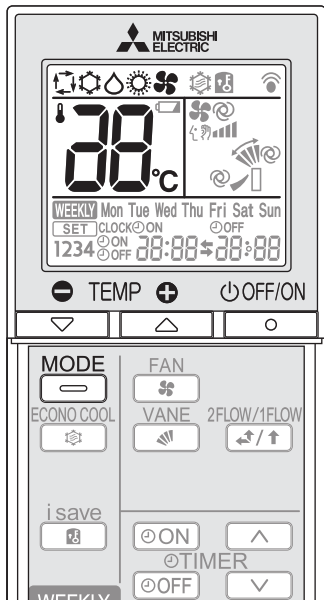 MITSUBISHI
ELECTRIC
88°C
WEEKLY Mon Tue Wed Thu Fri Sat Sun
SET CLOCK ON OFF
1234 ON OFF 88:88 88:88
TEMP OFF/ON
MODE FAN
ECONO COOL VANE 2FLOW/1FLOW
/
i save
ON
TIMER
OFF
WEEKLY